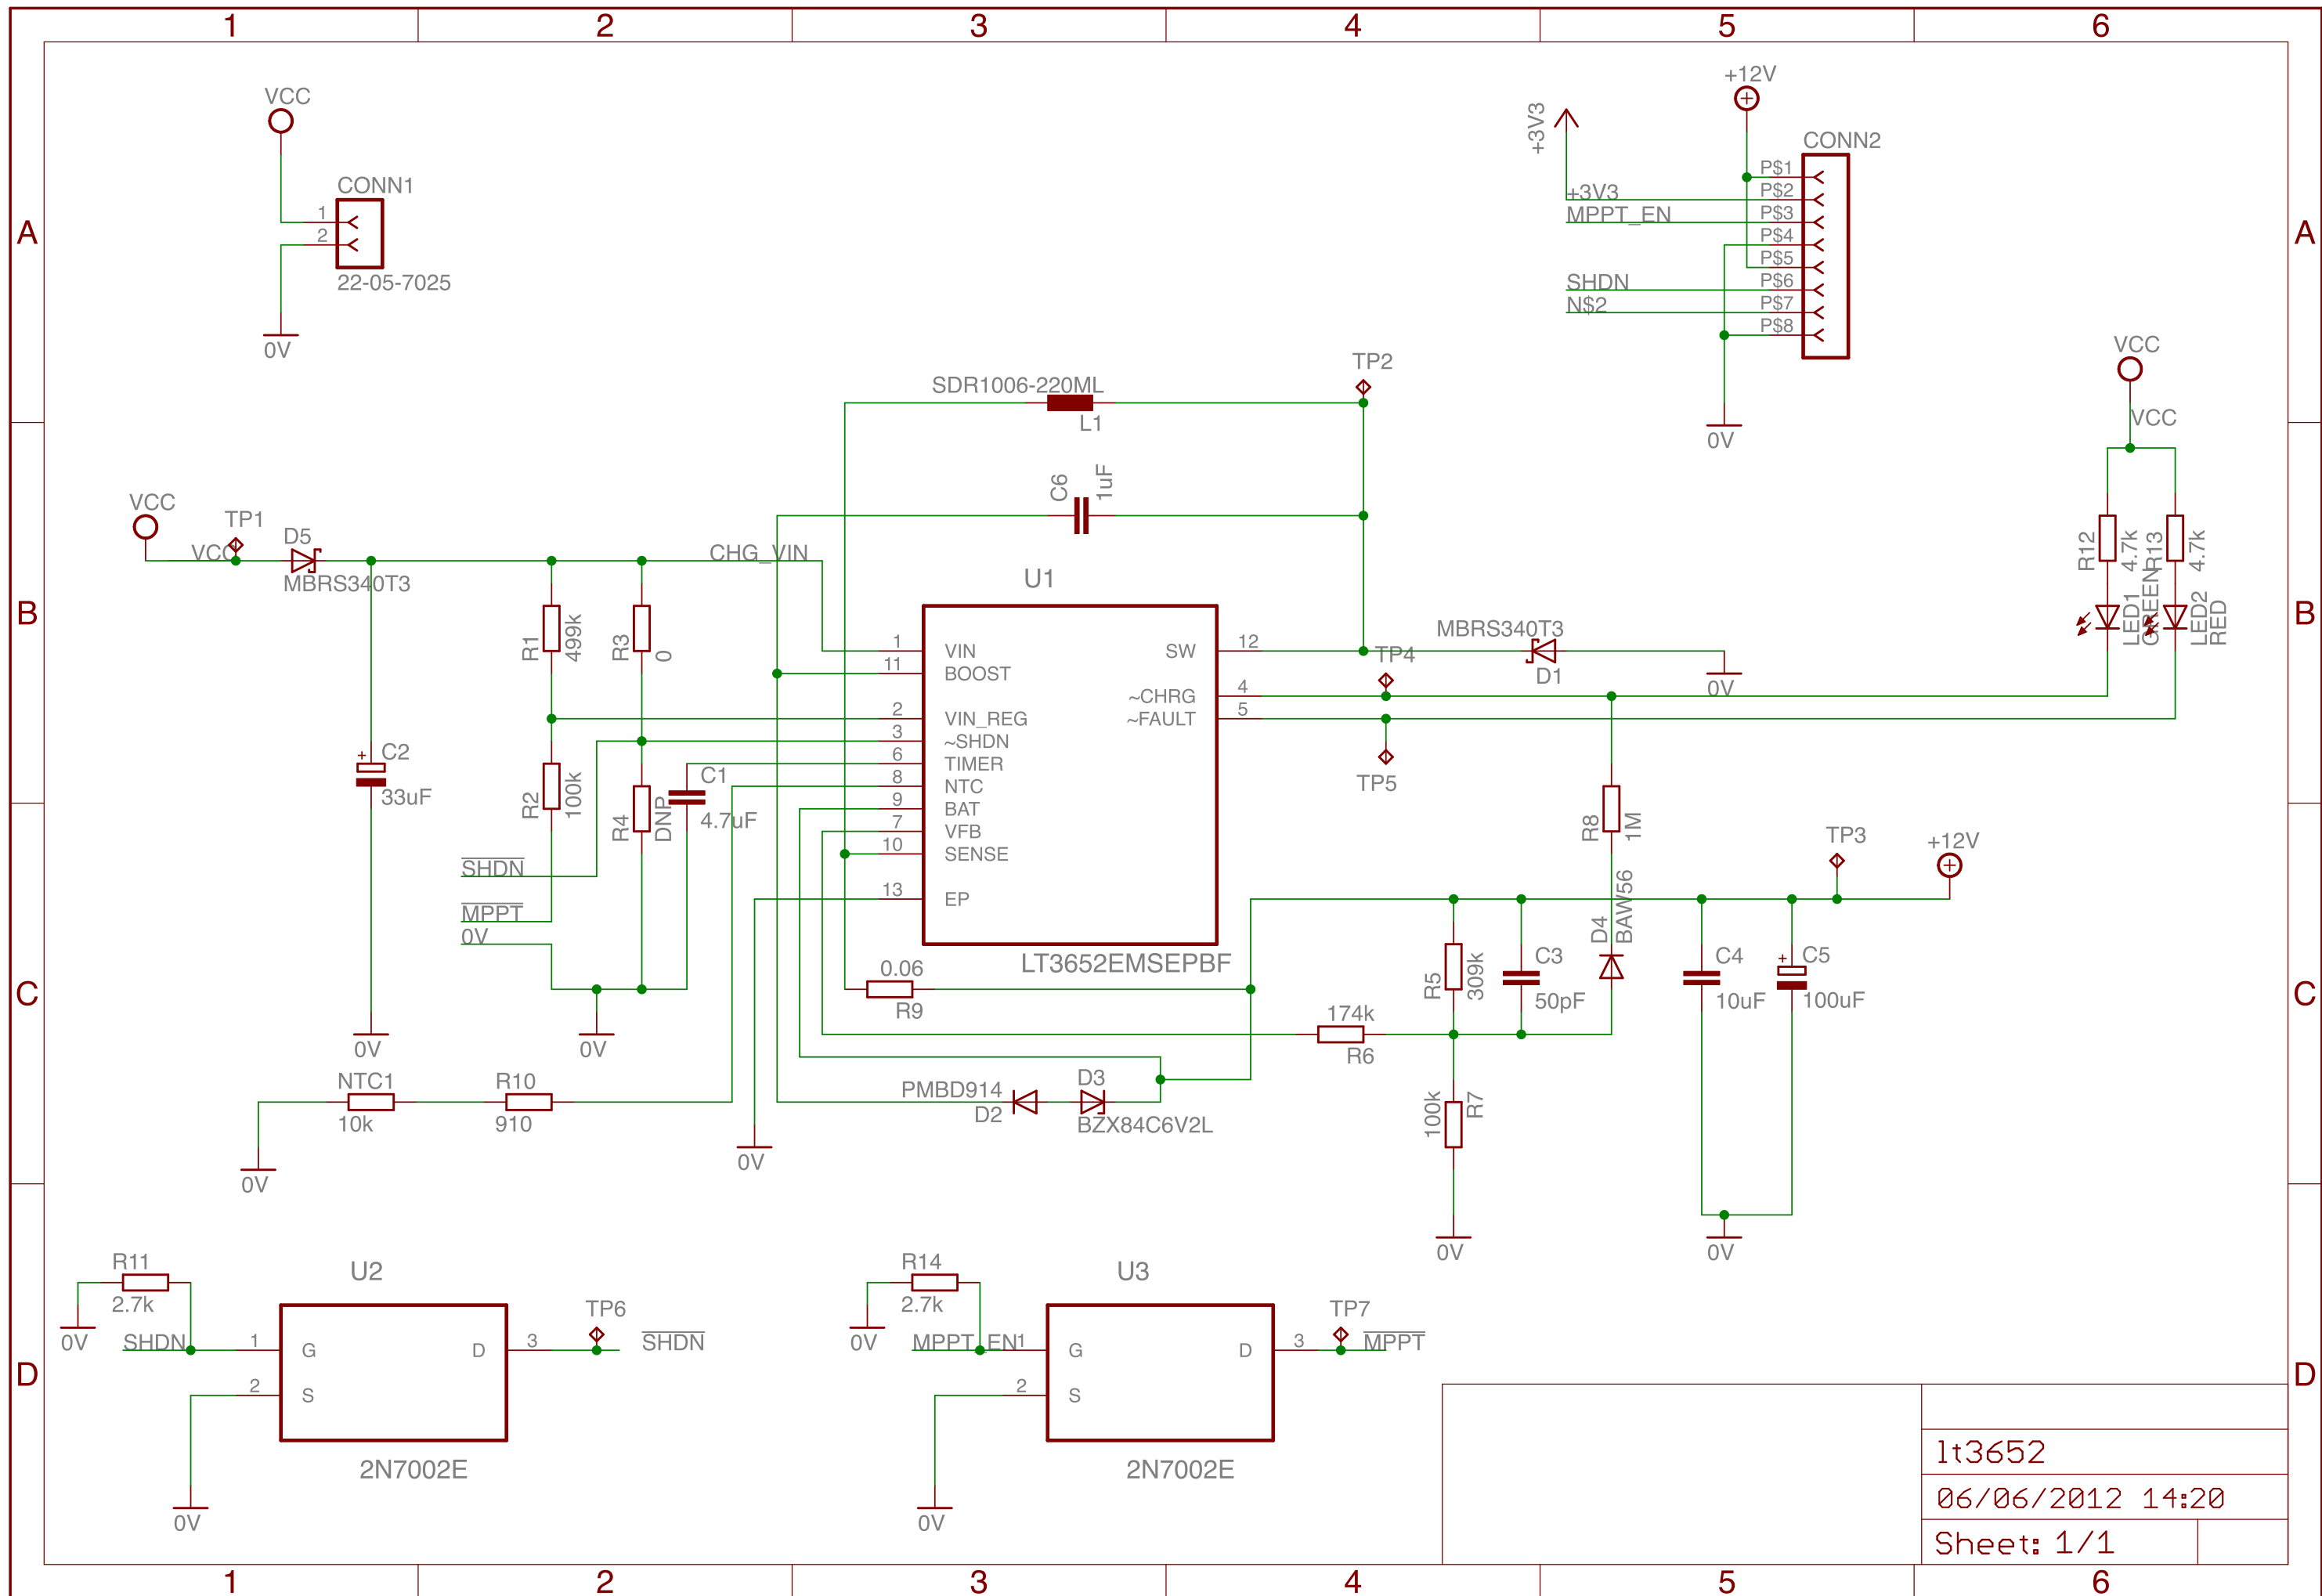 1 2 3 4 5 6
A A
B B
C C
D D
VCC
CONN1
1
2
22-05-7025
0V
+12V
+3V3
CONN2
P$1
+3V3 P$2
MPPT_EN P$3
P$4
P$5
SHDN P$6
N$2 P$7
P$8
0V
TP2
SDR1006-220ML
L1
C6 1uF
VCC
VCC
R12 4.7k
R13 4.7k
LED1 GREEN
LED2 RED
VCC
TP1
VCC
D5
MBRS340T3
CHG_VIN
R1 499k
R3 0
C2
+
33uF
R2 100k
R4 DNP
C1
4.7uF
SHDN
MPPT
0V
0V
0V
U1
1 VIN
11 BOOST
2 VIN_REG
3 ~SHDN
6 TIMER
8 NTC
9 BAT
7 VFB
10 SENSE
13 EP
SW 12
~CHRG 4
~FAULT 5
LT3652EMSEPBF
MBRS340T3
D1
0V
TP4
TP5
R8 1M
TP3
+12V
D4 BAW56
0.06
R9
R5 309k
C3
50pF
C4
10uF
+
C5
100uF
174k
R6
NTC1
10k
R10
910
0V
0V
PMBD914
D2
D3
BZX84C6V2L
100k R7
0V
0V
R11
2.7k
0V
SHDN
U2
1 G
2 S
D 3
TP6
SHDN
2N7002E
0V
R14
2.7k
0V
MPPT_EN
U3
1 G
2 S
D 3
TP7
MPPT
2N7002E
0V
lt3652
06/06/2012 14:20
Sheet: 1/1
1 2 3 4 5 6